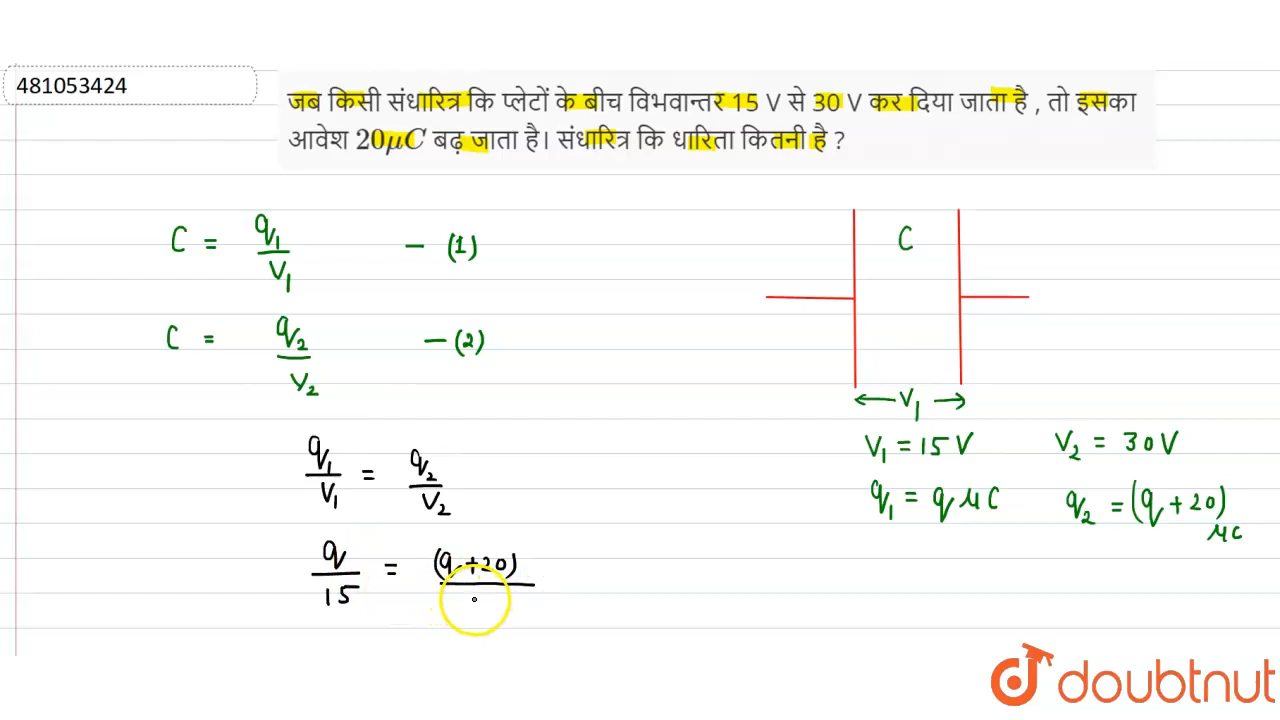 481053424
जब किसी संधारित्र कि प्लेटों के बीच विभवान्तर 15 V से 30 V कर दिया जाता है , तो इसका
आवेश 20μC बढ़ जाता है। संधारित्र कि धारिता कितनी है ?
C = q₁/V₁ — (1)
C = q₂/V₂ — (2)
q₁/V₁ = q₂/V₂
q/15 = (q+20)/
C
V₁
V₁ = 15 V V₂ = 30V
q₁ = q μC q₂ = (q+20) μC
doubtnut